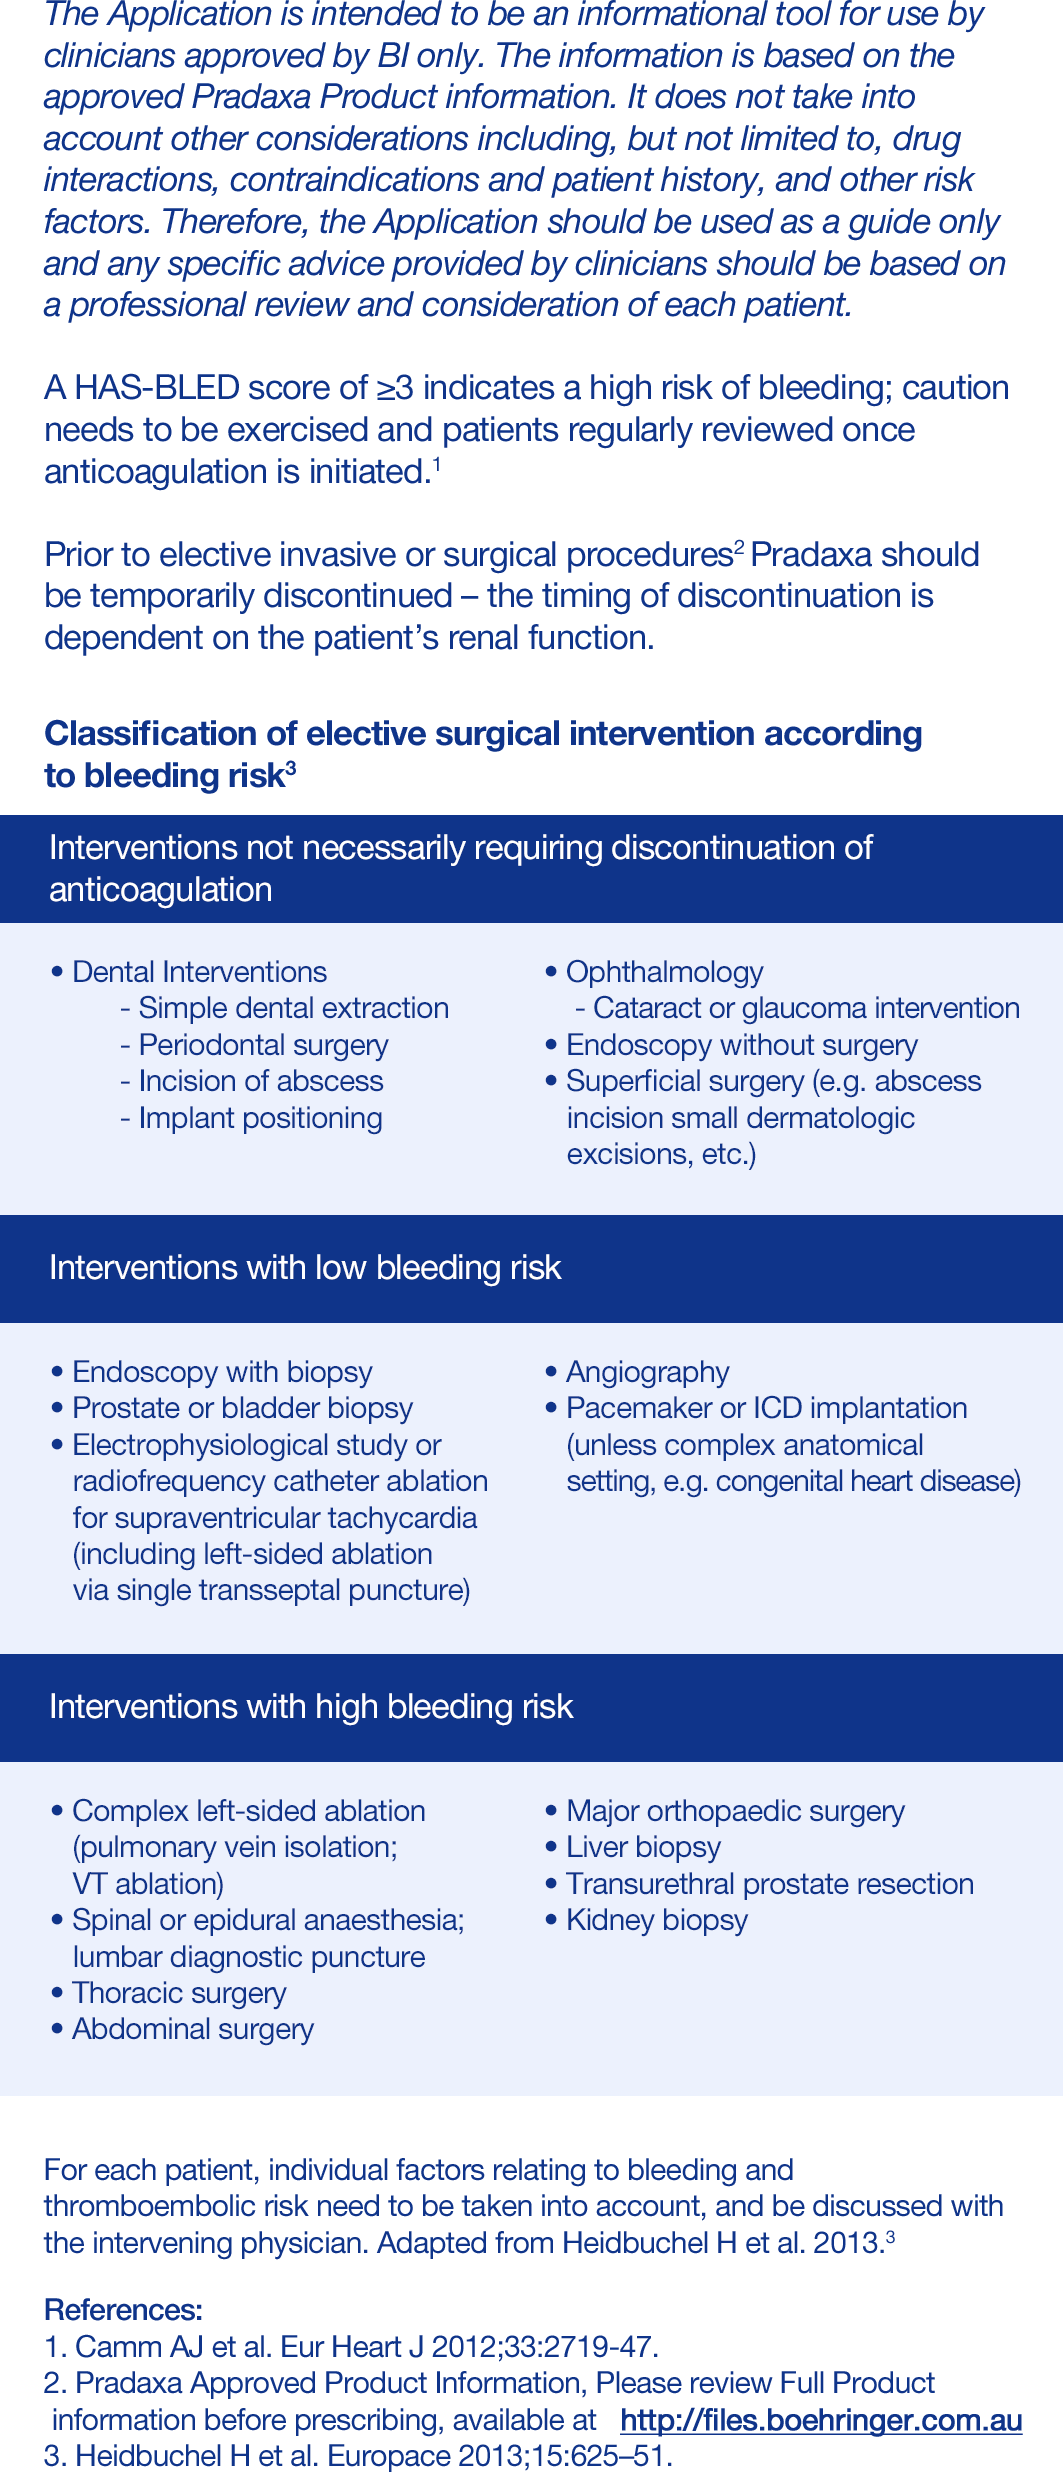 The Application is intended to be an informational tool for use by
clinicians approved by BI only. The information is based on the
approved Pradaxa Product information. It does not take into
account other considerations including, but not limited to, drug
interactions, contraindications and patient history, and other risk
factors. Therefore, the Application should be used as a guide only
and any specific advice provided by clinicians should be based on
a professional review and consideration of each patient.
A HAS-BLED score of ≥3 indicates a high risk of bleeding; caution
needs to be exercised and patients regularly reviewed once
anticoagulation is initiated.¹
Prior to elective invasive or surgical procedures² Pradaxa should
be temporarily discontinued – the timing of discontinuation is
dependent on the patient’s renal function.
Classification of elective surgical intervention according
to bleeding risk³
Interventions not necessarily requiring discontinuation of
anticoagulation
• Dental Interventions
- Simple dental extraction
- Periodontal surgery
- Incision of abscess
- Implant positioning
• Ophthalmology
- Cataract or glaucoma intervention
• Endoscopy without surgery
• Superficial surgery (e.g. abscess
incision small dermatologic
excisions, etc.)
Interventions with low bleeding risk
• Endoscopy with biopsy
• Prostate or bladder biopsy
• Electrophysiological study or
radiofrequency catheter ablation
for supraventricular tachycardia
(including left-sided ablation
via single transseptal puncture)
• Angiography
• Pacemaker or ICD implantation
(unless complex anatomical
setting, e.g. congenital heart disease)
Interventions with high bleeding risk
• Complex left-sided ablation
(pulmonary vein isolation;
VT ablation)
• Spinal or epidural anaesthesia;
lumbar diagnostic puncture
• Thoracic surgery
• Abdominal surgery
• Major orthopaedic surgery
• Liver biopsy
• Transurethral prostate resection
• Kidney biopsy
For each patient, individual factors relating to bleeding and
thromboembolic risk need to be taken into account, and be discussed with
the intervening physician. Adapted from Heidbuchel H et al. 2013.³
References:
1. Camm AJ et al. Eur Heart J 2012;33:2719-47.
2. Pradaxa Approved Product Information, Please review Full Product
information before prescribing, available at http://files.boehringer.com.au
3. Heidbuchel H et al. Europace 2013;15:625–51.